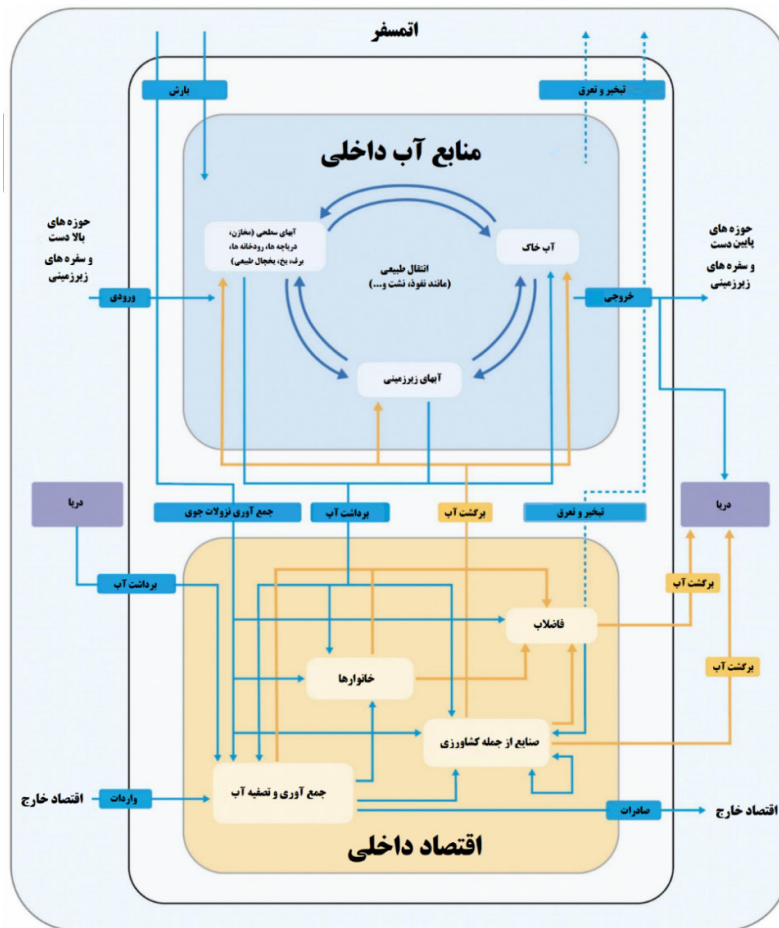 اتمسفر
بارش
تبخیر و تعرق
منابع آب داخلی
حوزه های
بالا دست
و سفره های
زیرزمینی
ورودی
آبهای سطحی (مخازن،
دریاچه ها، رودخانه ها،
برف، یخ، یخچال طبیعی)
انتقال طبیعی
(مانند نفوذ، نشت و...)
آب خاک
خروجی
حوزه های
پایین دست
و سفره های
زیرزمینی
آبهای زیرزمینی
دریا
جمع آوری نزولات جوی
برداشت آب
برگشت آب
تبخیر و تعرق
دریا
برداشت آب
برگشت آب
فاضلاب
خانوارها
برگشت آب
صنایع از جمله کشاورزی
جمع آوری و تصفیه آب
اقتصاد خارج
واردات
صادرات
اقتصاد خارج
اقتصاد داخلی